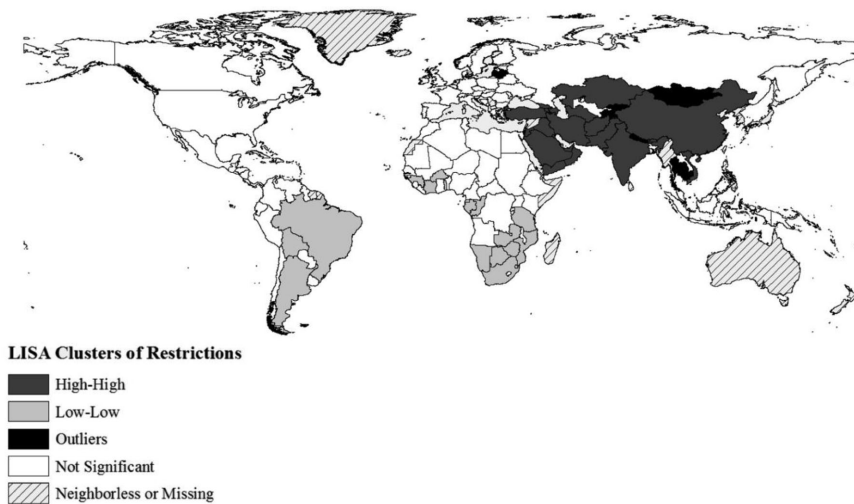 LISA Clusters of Restrictions
High-High
Low-Low
Outliers
Not Significant
Neighborless or Missing